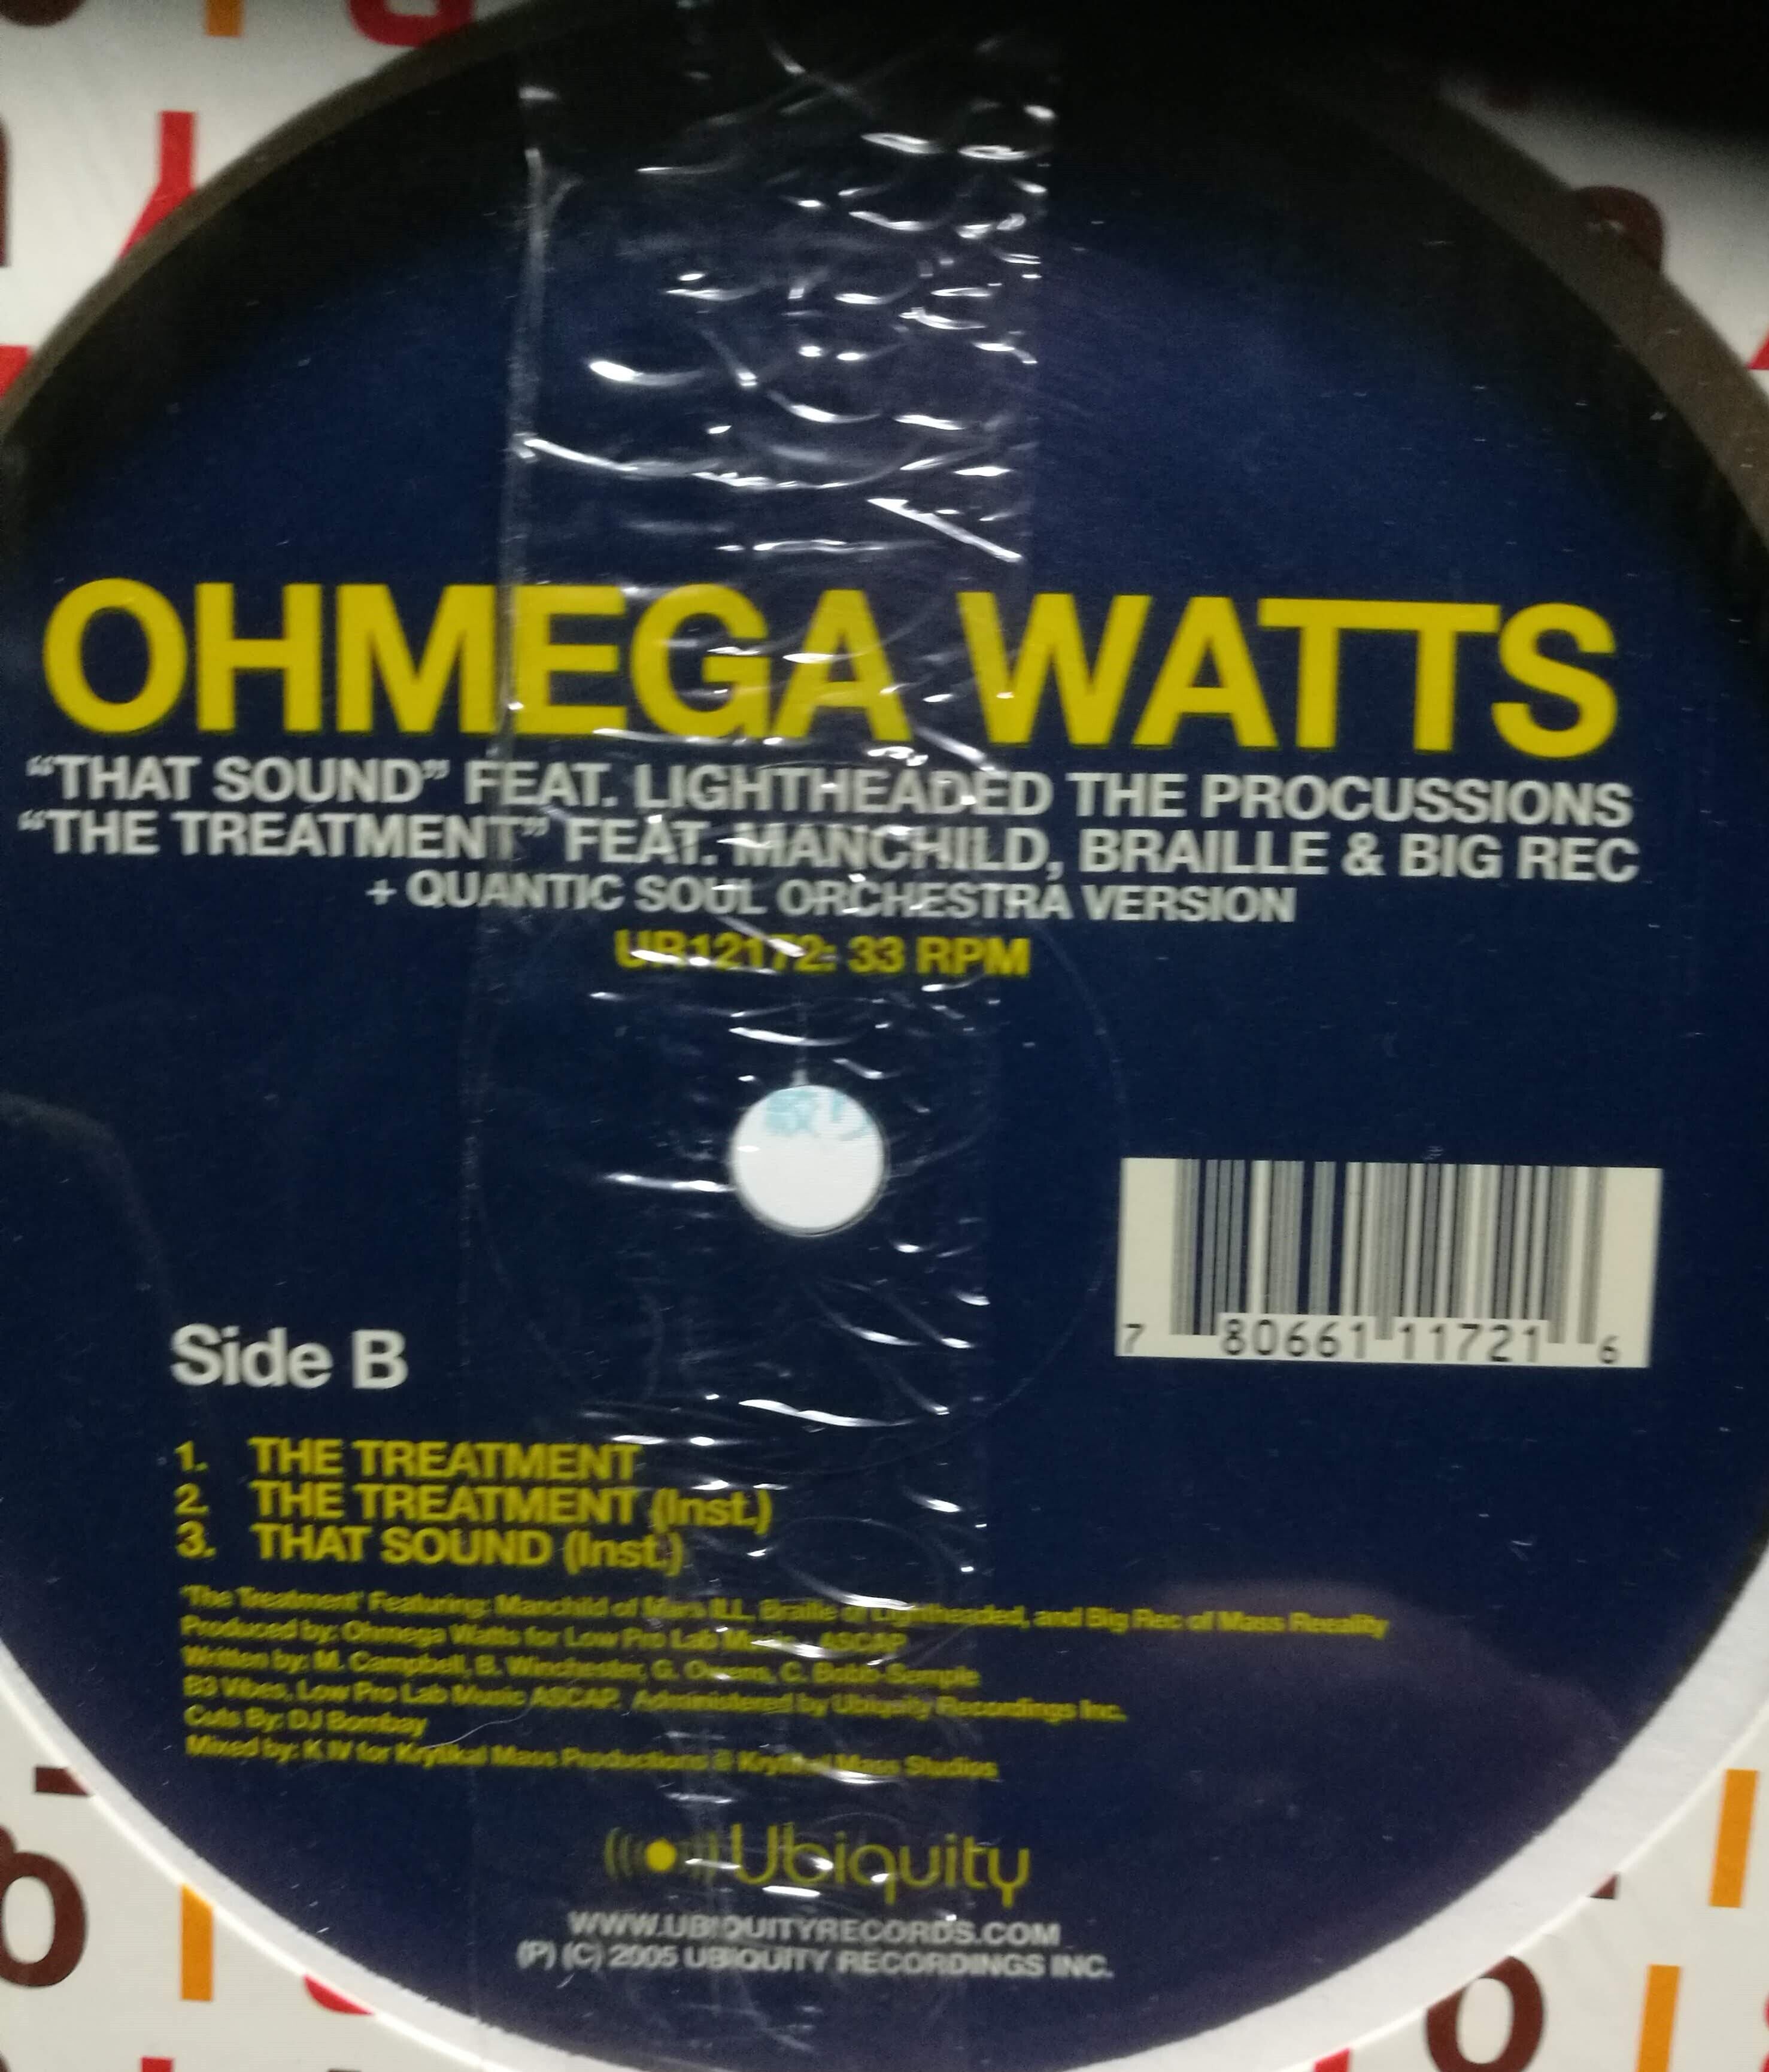 OHMEGA WATTS
“THAT SOUND” FEAT. LIGHTHEADED THE PROCUSSIONS
“THE TREATMENT” FEAT. MANCHILD, BRAILLE & BIG REC
+ QUANTIC SOUL ORCHESTRA VERSION
UR12172: 33 RPM
7 80661 11721 6
Side B
1. THE TREATMENT
2. THE TREATMENT (Inst.)
3. THAT SOUND (Inst.)
'The Treatment' Featuring: Manchild of Mars ILL, Braille of Lightheaded, and Big Rec of Mass Reeality
Produced by: Ohmega Watts for Low Pro Lab Music - ASCAP
Written by: M. Campbell, B. Winchester, G. Owens, C. Bobb-Semple
B3 Vibes, Low Pro Lab Music ASCAP. Administered by Ubiquity Recordings Inc.
Cuts By: DJ Bombay
Mixed by: K IV for Krytikal Mass Productions @ Krytikal Mass Studios
Ubiquity
WWW.UBIQUITYRECORDS.COM
(P) (C) 2005 UBIQUITY RECORDINGS INC.